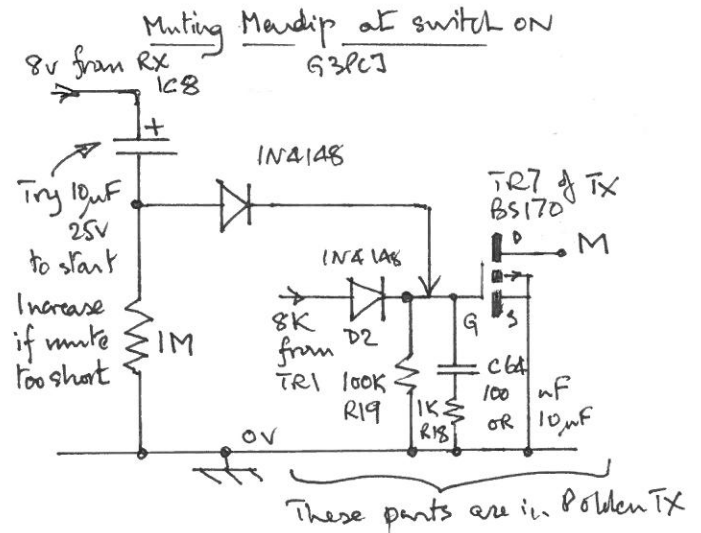 Muting Mendip at switch ON
G3PCJ
8v from RX
IC8
+
Try 10µF
25V
to start
Increase
if mute
too short
1M
1N4148
1N4148
D2
8K
from
TR1
100K
R19
1K
R18
C64
100 nF
OR 10µF
TR7 of TX
BS170
D
M
G
S
0V
These parts are in Polden TX